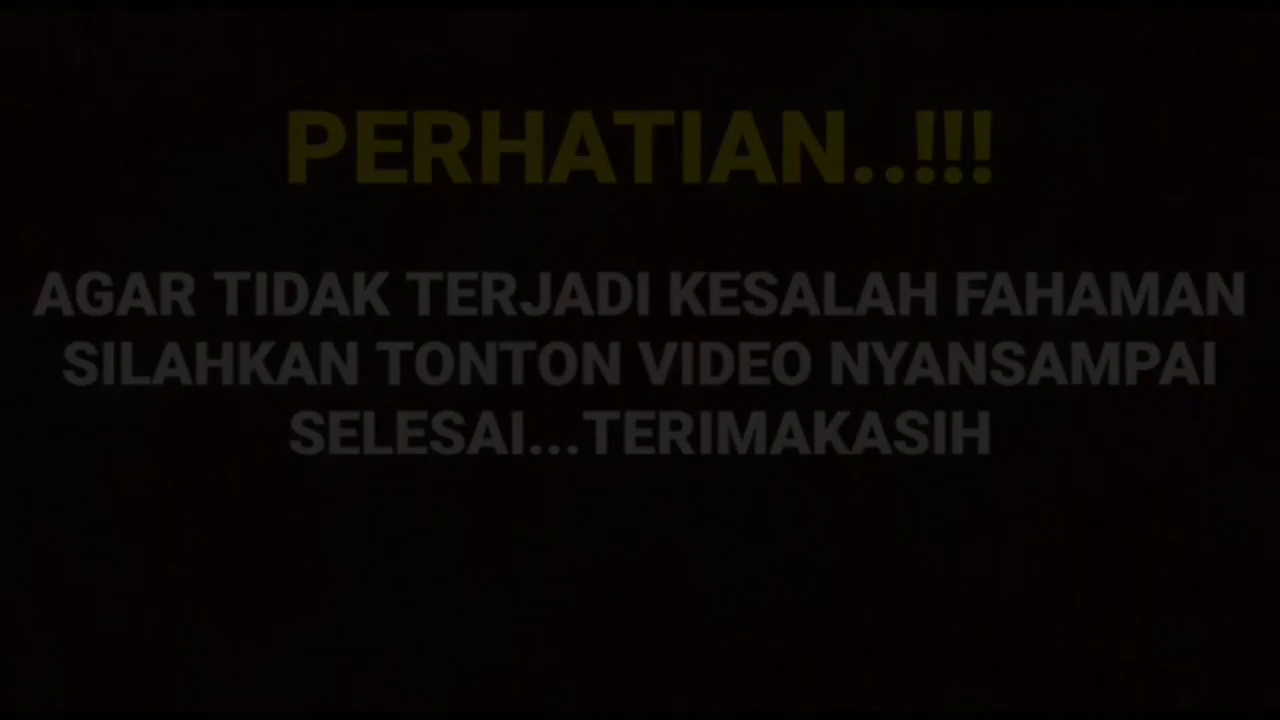 PERHATIAN..!!!
AGAR TIDAK TERJADI KESALAH FAHAMAN
SILAHKAN TONTON VIDEO NYANSAMPAI
SELESAI...TERIMAKASIH